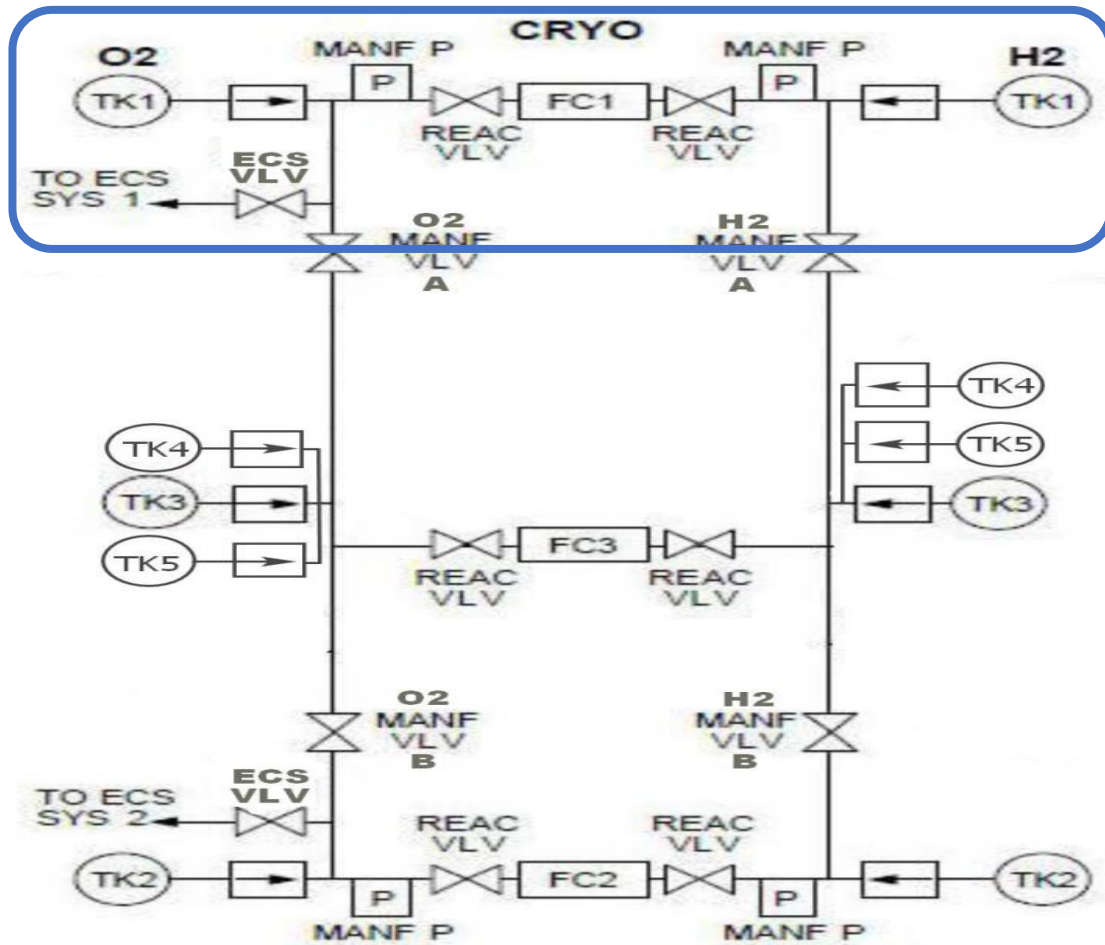 CRYO
O2
MANF P
MANF P
H2
TK1
P
FC1
P
TK1
REAC
VLV
REAC
VLV
ECS
VLV
TO ECS
SYS 1
O2
MANF
VLV
A
H2
MANF
VLV
A
TK4
TK4
TK5
TK3
TK3
TK5
FC3
REAC
VLV
REAC
VLV
O2
MANF
VLV
B
H2
MANF
VLV
B
ECS
VLV
TO ECS
SYS 2
REAC
VLV
REAC
VLV
TK2
P
FC2
P
TK2
MANF P
MANF P